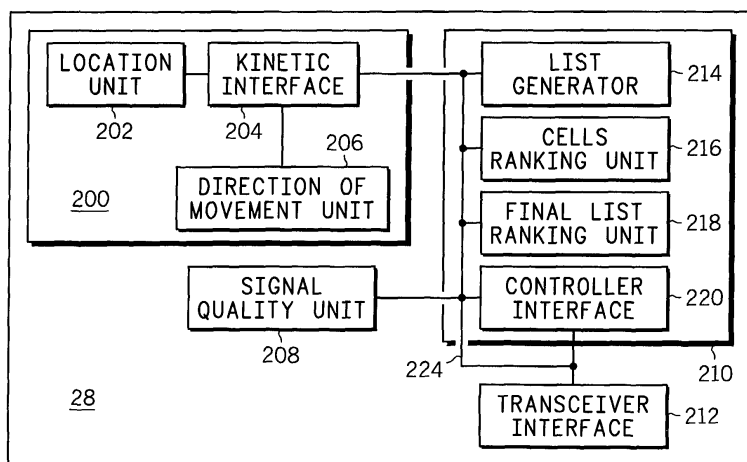 LOCATION
UNIT
202
KINETIC
INTERFACE
204
206
DIRECTION OF
MOVEMENT UNIT
200
SIGNAL
QUALITY UNIT
208
LIST
GENERATOR
214
CELLS
RANKING UNIT
216
FINAL LIST
RANKING UNIT
218
CONTROLLER
INTERFACE
220
224
210
TRANSCEIVER
INTERFACE
212
28